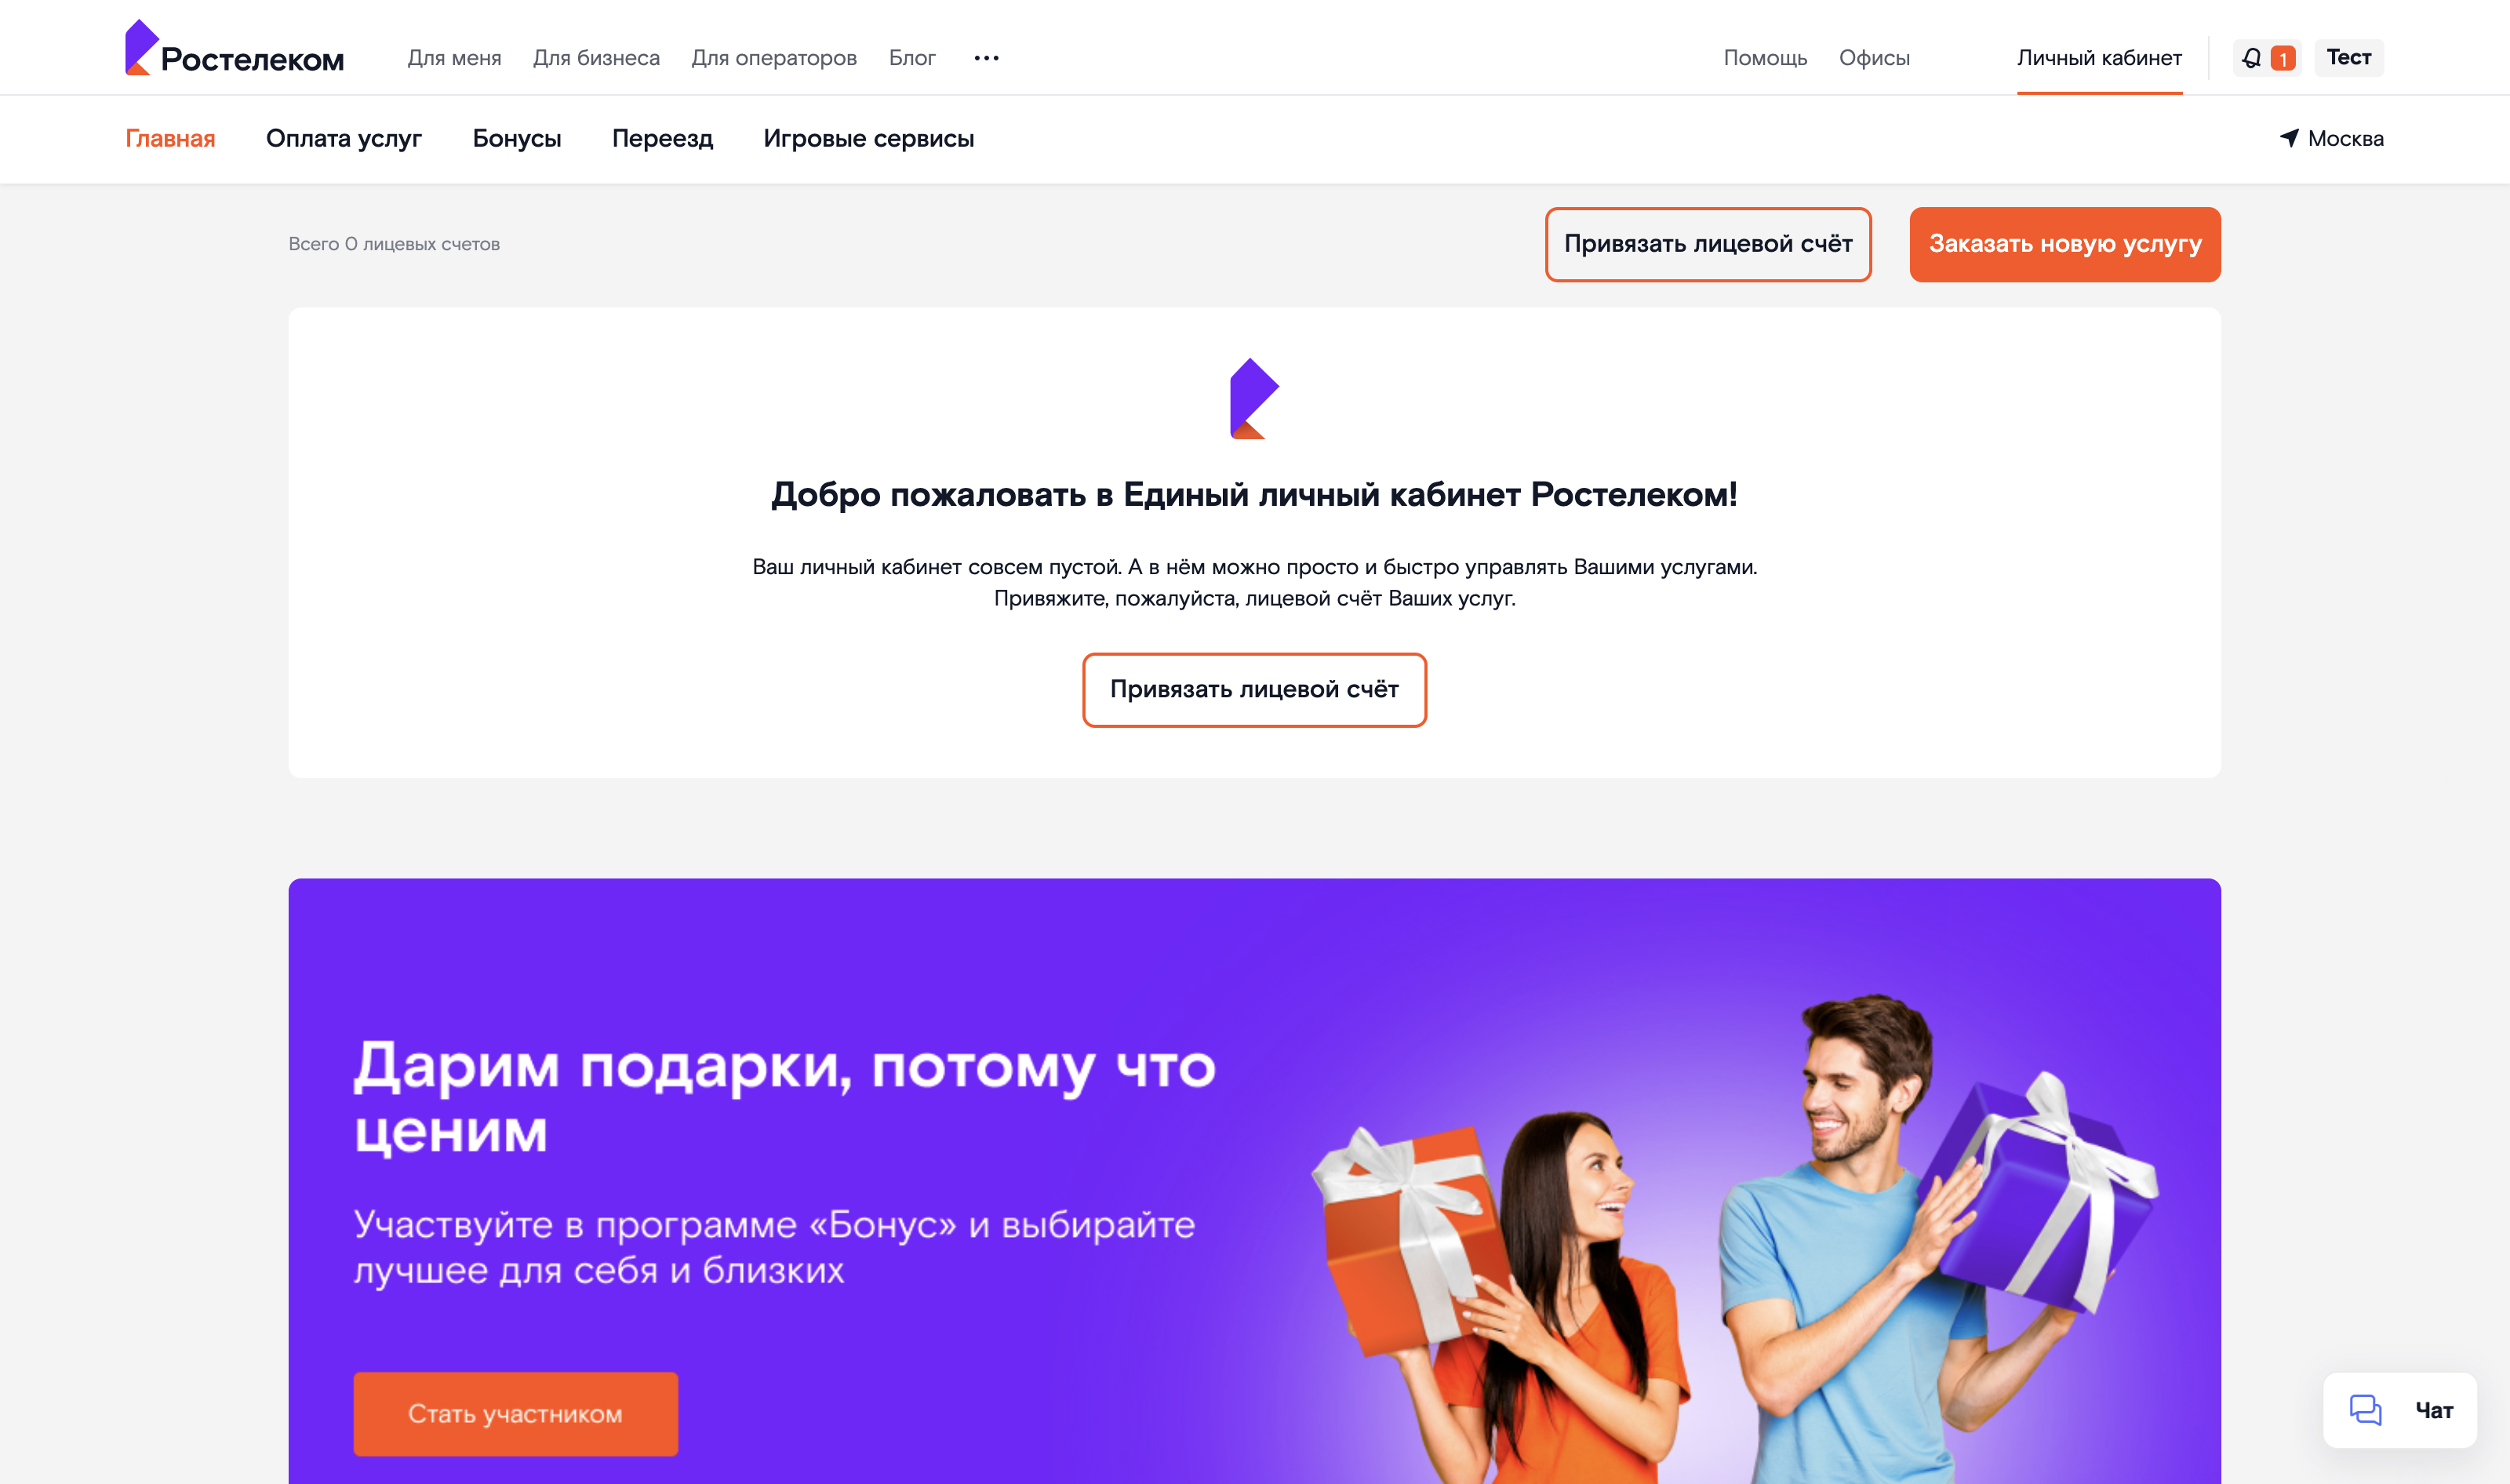 Ростелеком
Для меня
Для бизнеса
Для операторов
Блог
Помощь
Офисы
Личный кабинет
1
Тест
Главная
Оплата услуг
Бонусы
Переезд
Игровые сервисы
Москва
Всего 0 лицевых счетов
Привязать лицевой счёт
Заказать новую услугу
Добро пожаловать в Единый личный кабинет Ростелеком!
Ваш личный кабинет совсем пустой. А в нём можно просто и быстро управлять Вашими услугами.
Привяжите, пожалуйста, лицевой счёт Ваших услуг.
Привязать лицевой счёт
Дарим подарки, потому что
ценим
Участвуйте в программе «Бонус» и выбирайте
лучшее для себя и близких
Стать участником
Чат